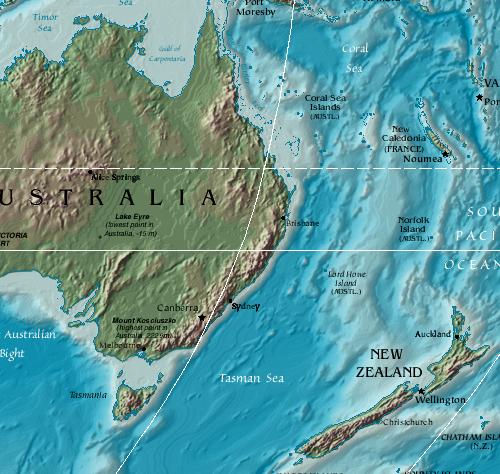 Port
Moresby
Sea
Timor
Sea
Gulf of
Carpentaria
Coral
Sea
Coral Sea
Islands
(AUSTL.)
VA
Por
New
Caledonia
(FRANCE)
Noumea
Alice Springs
USTRALIA
Lake Eyre
(lowest point in
Australia, -15 m)
Brisbane
Norfolk
Island
(AUSTL.)
SOU
PACI
OCEAN
VICTORIA
RT
Lord Howe
Island
(AUSTL.)
Canberra
Sydney
Mount Kosciuszko
(highest point in
Australia, 2229 m)
Melbourne
Australian
Bight
Auckland
NEW
ZEALAND
Tasman Sea
Tasmania
Wellington
Christchurch
CHATHAM ISL
(N.Z.)